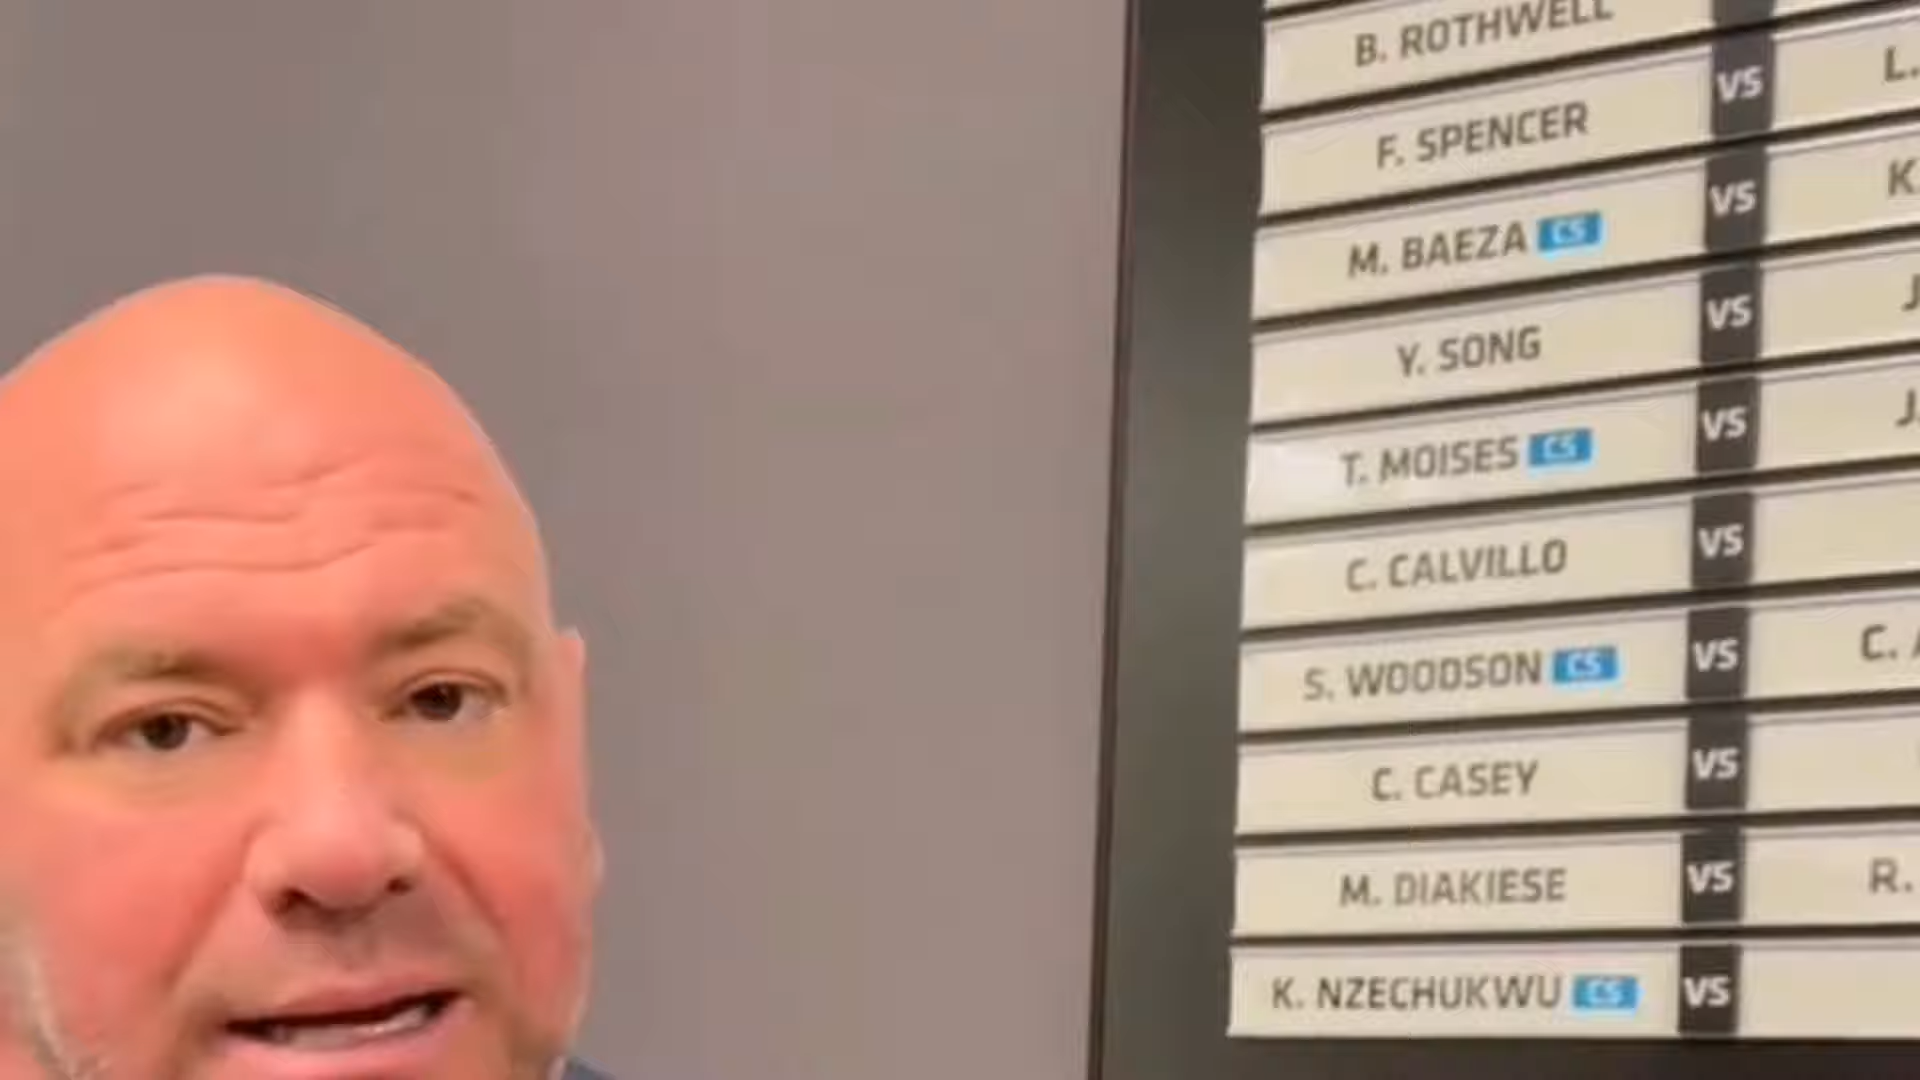 B. ROTHWELL
VS L.
F. SPENCER
VS K.
M. BAEZA CS
VS J
Y. SONG
VS J.
T. MOISES CS
VS
C. CALVILLO
VS C. A
S. WOODSON CS
VS
C. CASEY
VS R.
M. DIAKIESE
VS
K. NZECHUKWU CS